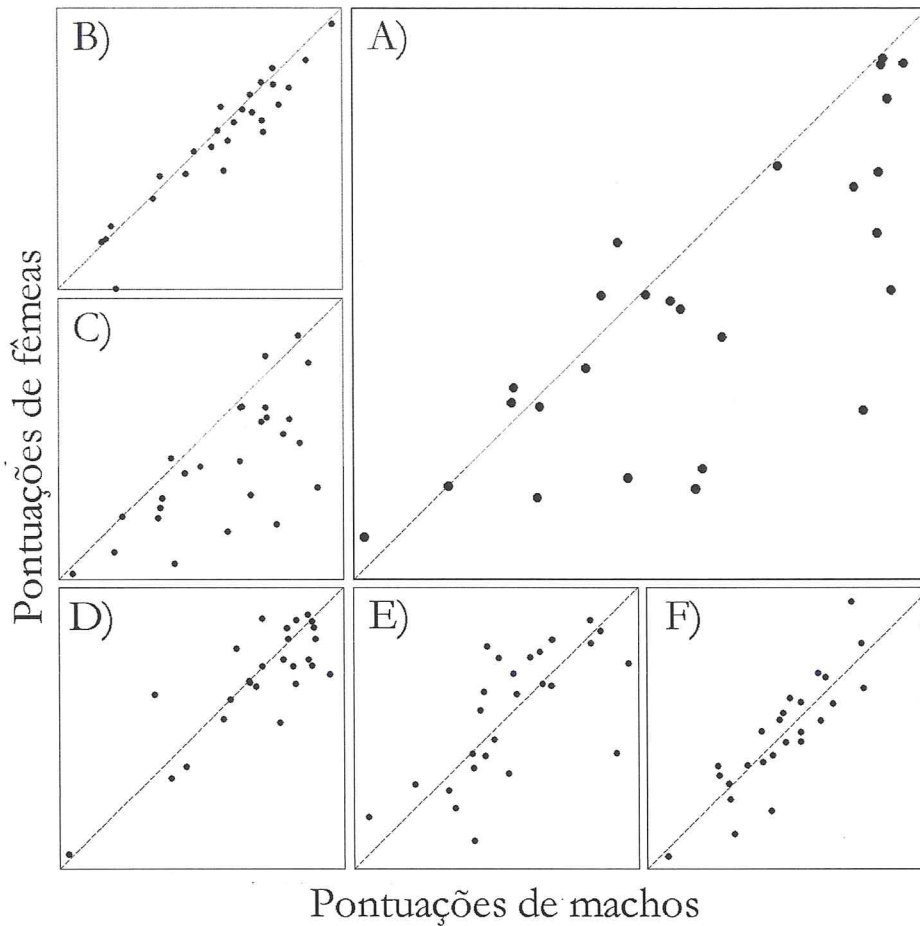 B)
A)
C)
D)
E)
F)
Pontuações de fêmeas
Pontuações de machos